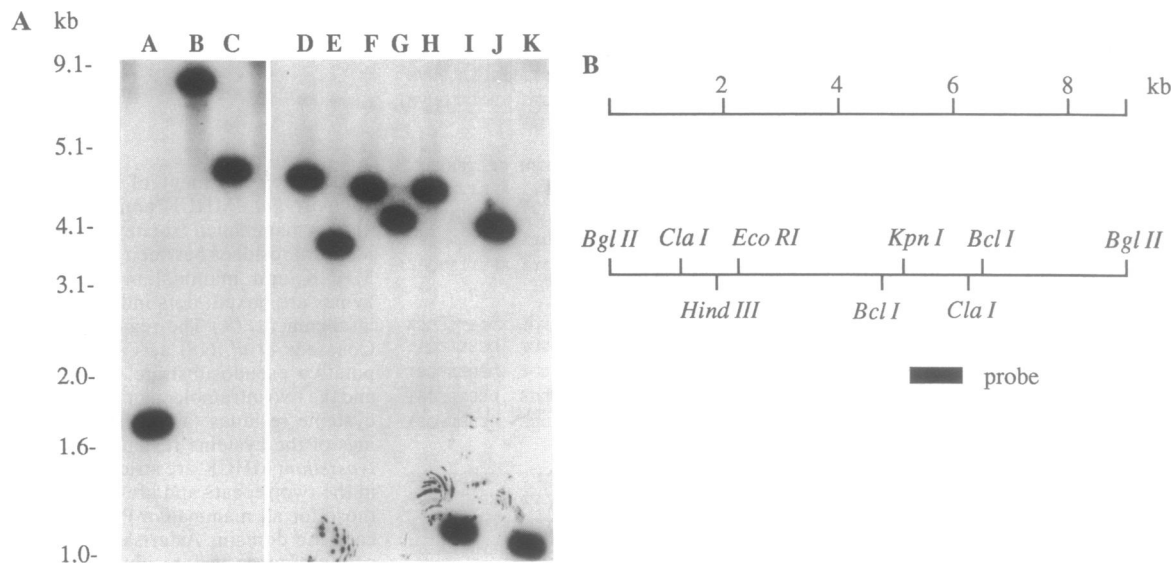 A kb
A B C D E F G H I J K
9.1-
5.1-
4.1-
3.1-
2.0-
1.6-
1.0-
B
2 4 6 8 kb
Bgl II Cla I Eco RI Kpn I Bcl I Bgl II
Hind III Bcl I Cla I
probe